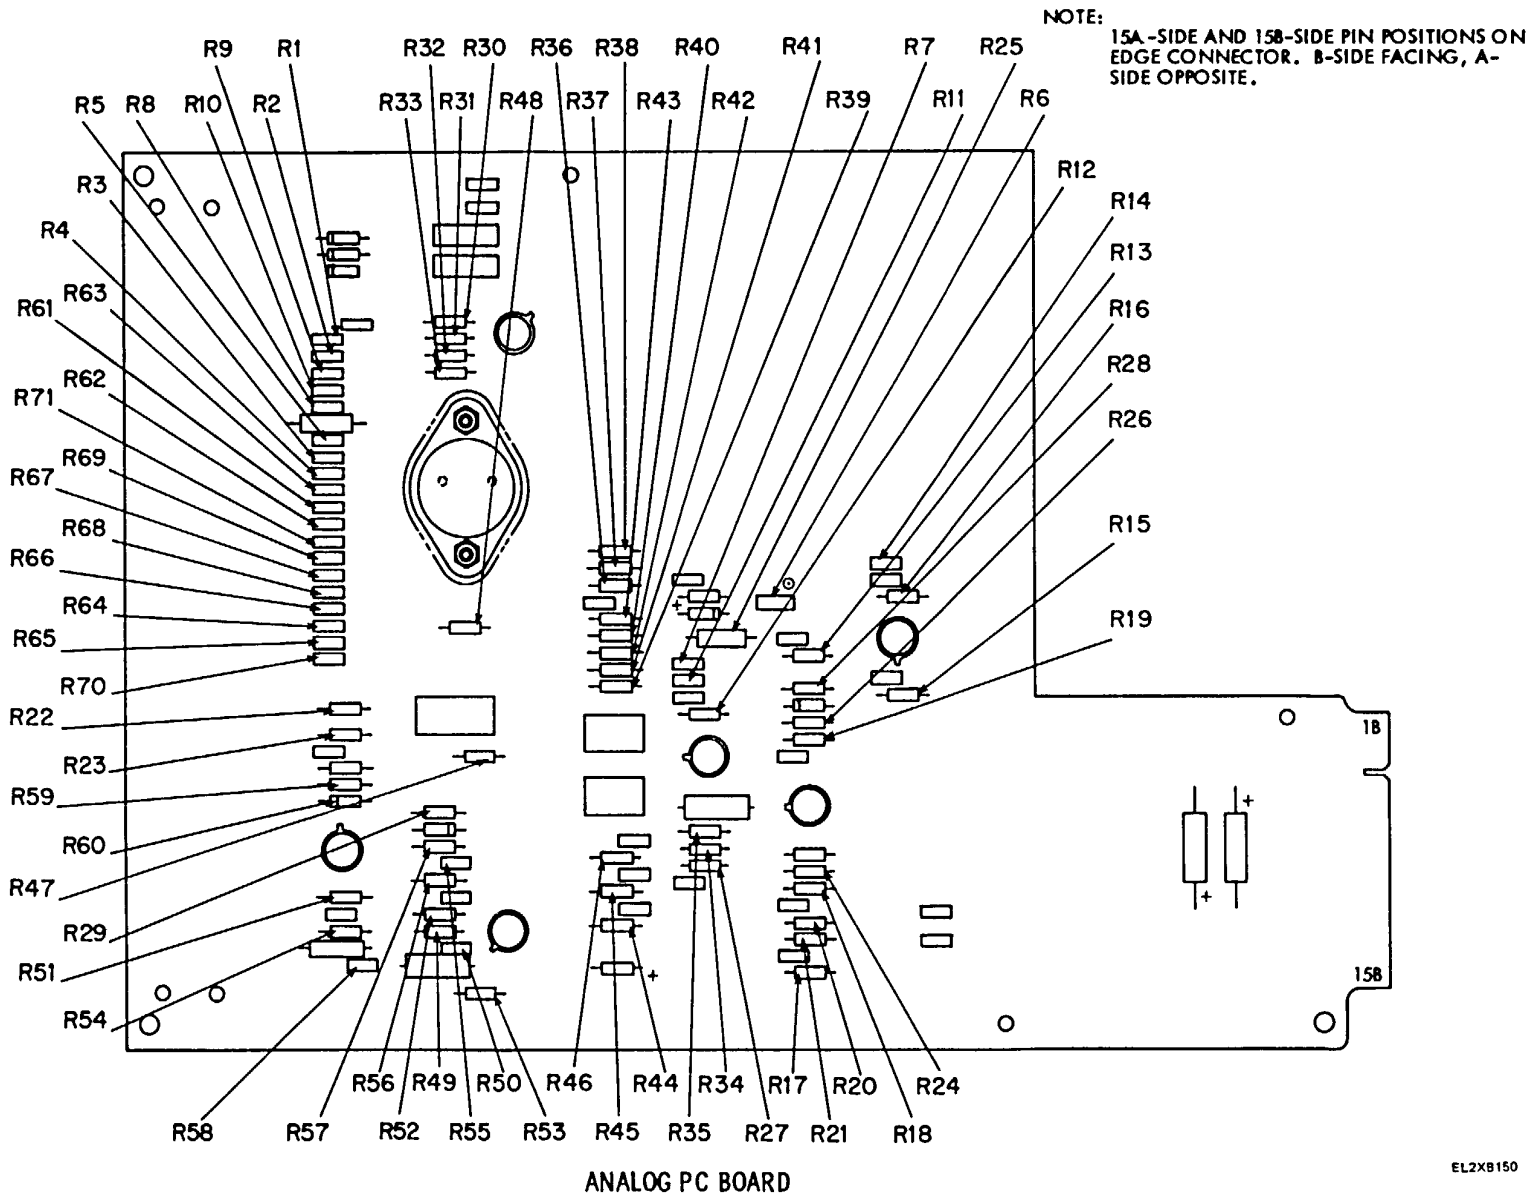 NOTE:
15A-SIDE AND 15B-SIDE PIN POSITIONS ON
EDGE CONNECTOR. B-SIDE FACING, A-
SIDE OPPOSITE.
R9 R1 R32 R30 R36 R38 R40 R41 R7 R25
R5 R8 R10 R2 R33 R31 R48 R37 R43 R42 R39 R11 R6
R3
R12
R4
R14
R13
R63
R61
R16
R62
R28
R71
R26
R69
R67
R68
R15
R66
R64
R19
R65
R70
R22
1B
R23
R59
+
+
R60
R47
+
R29
R51
+
15B
R54
R56 R49 R50 R46 R44 R34 R17 R20 R24
R58 R57 R52 R55 R53 R45 R35 R27 R21 R18
ANALOG PC BOARD
EL2XB150